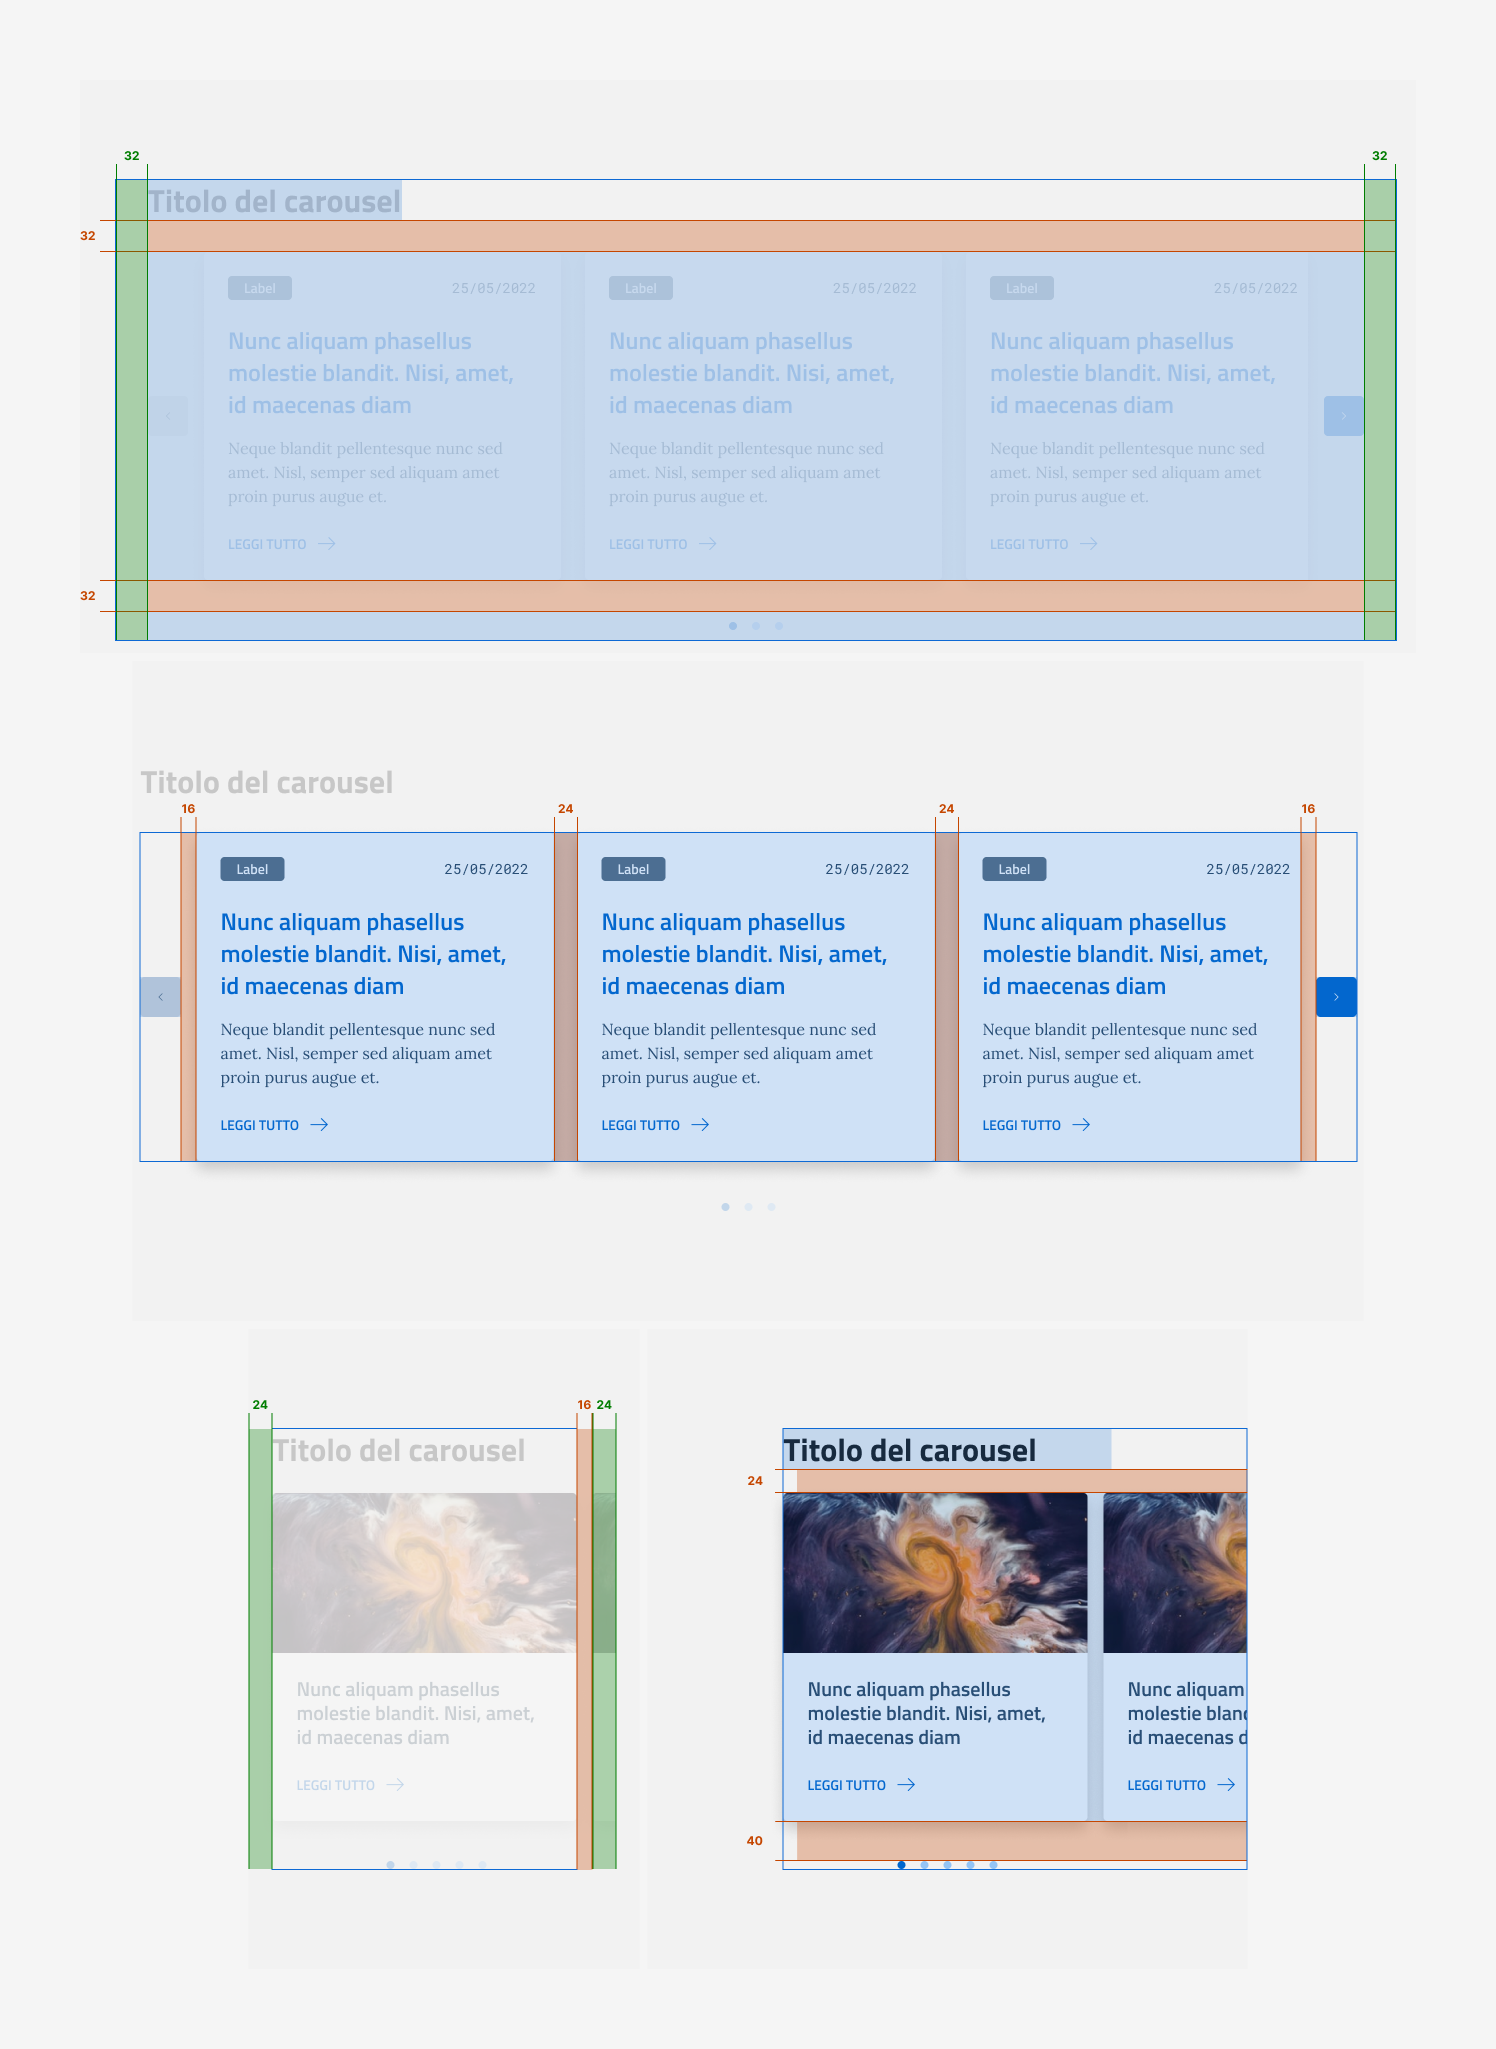 32 32
Titolo del carousel
32
Label 25/05/2022
Nunc aliquam phasellus
molestie blandit. Nisi, amet,
id maecenas diam
Neque blandit pellentesque nunc sed
amet. Nisl, semper sed aliquam amet
proin purus augue et.
LEGGI TUTTO
Label 25/05/2022
Nunc aliquam phasellus
molestie blandit. Nisi, amet,
id maecenas diam
Neque blandit pellentesque nunc sed
amet. Nisl, semper sed aliquam amet
proin purus augue et.
LEGGI TUTTO
Label 25/05/2022
Nunc aliquam phasellus
molestie blandit. Nisi, amet,
id maecenas diam
Neque blandit pellentesque nunc sed
amet. Nisl, semper sed aliquam amet
proin purus augue et.
LEGGI TUTTO
32
Titolo del carousel
16 24 24 16
Label 25/05/2022
Nunc aliquam phasellus
molestie blandit. Nisi, amet,
id maecenas diam
Neque blandit pellentesque nunc sed
amet. Nisl, semper sed aliquam amet
proin purus augue et.
LEGGI TUTTO
Label 25/05/2022
Nunc aliquam phasellus
molestie blandit. Nisi, amet,
id maecenas diam
Neque blandit pellentesque nunc sed
amet. Nisl, semper sed aliquam amet
proin purus augue et.
LEGGI TUTTO
Label 25/05/2022
Nunc aliquam phasellus
molestie blandit. Nisi, amet,
id maecenas diam
Neque blandit pellentesque nunc sed
amet. Nisl, semper sed aliquam amet
proin purus augue et.
LEGGI TUTTO
24 16 24
Titolo del carousel
Nunc aliquam phasellus
molestie blandit. Nisi, amet,
id maecenas diam
LEGGI TUTTO
Titolo del carousel
24
Nunc aliquam phasellus
molestie blandit. Nisi, amet,
id maecenas diam
LEGGI TUTTO
Nunc aliquam
molestie bland
id maecenas d
LEGGI TUTTO
40